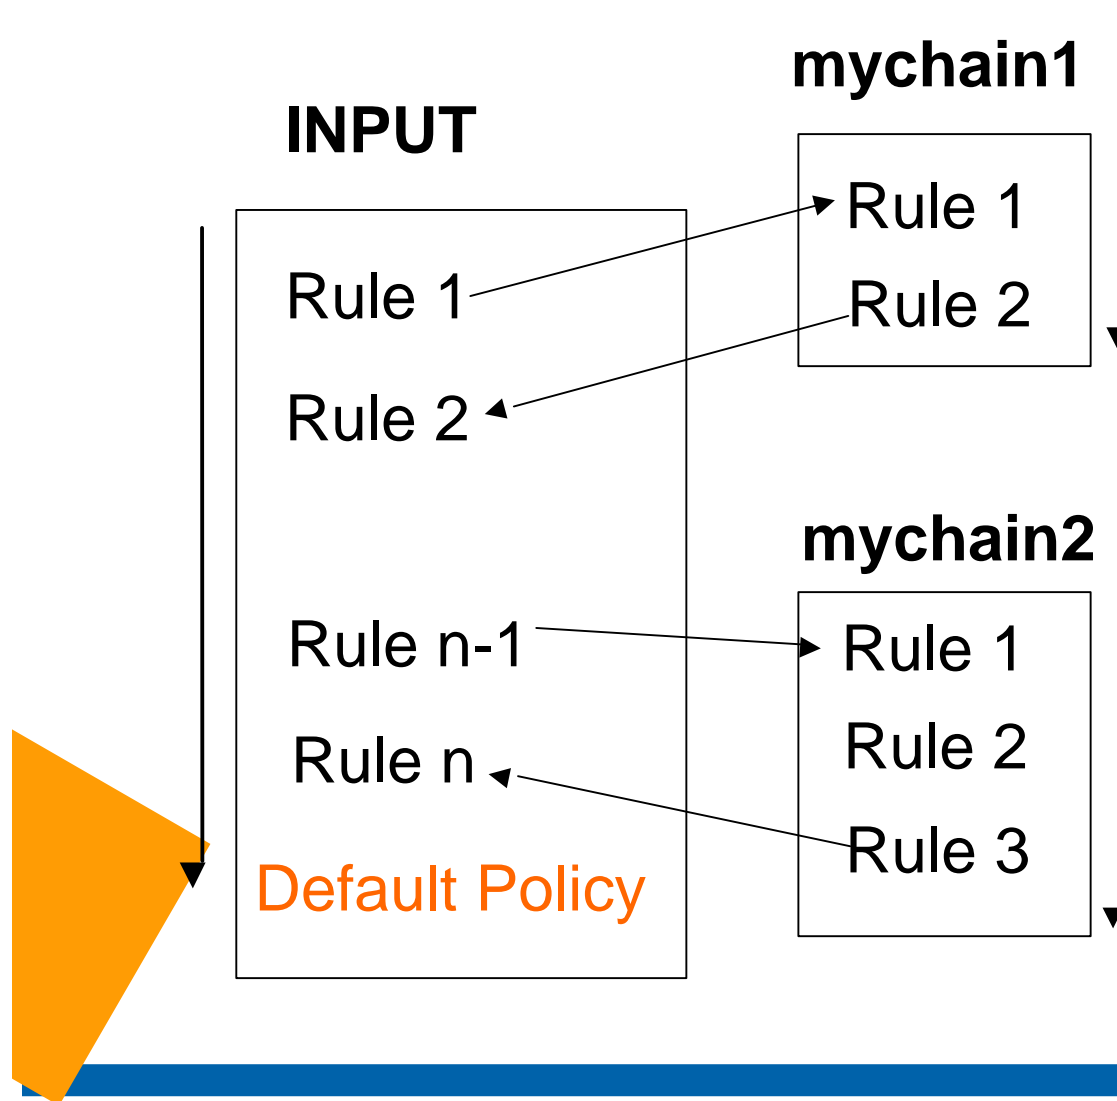 INPUT
Rule 1
Rule 2
Rule n-1
Rule n
Default Policy
mychain1
Rule 1
Rule 2
mychain2
Rule 1
Rule 2
Rule 3